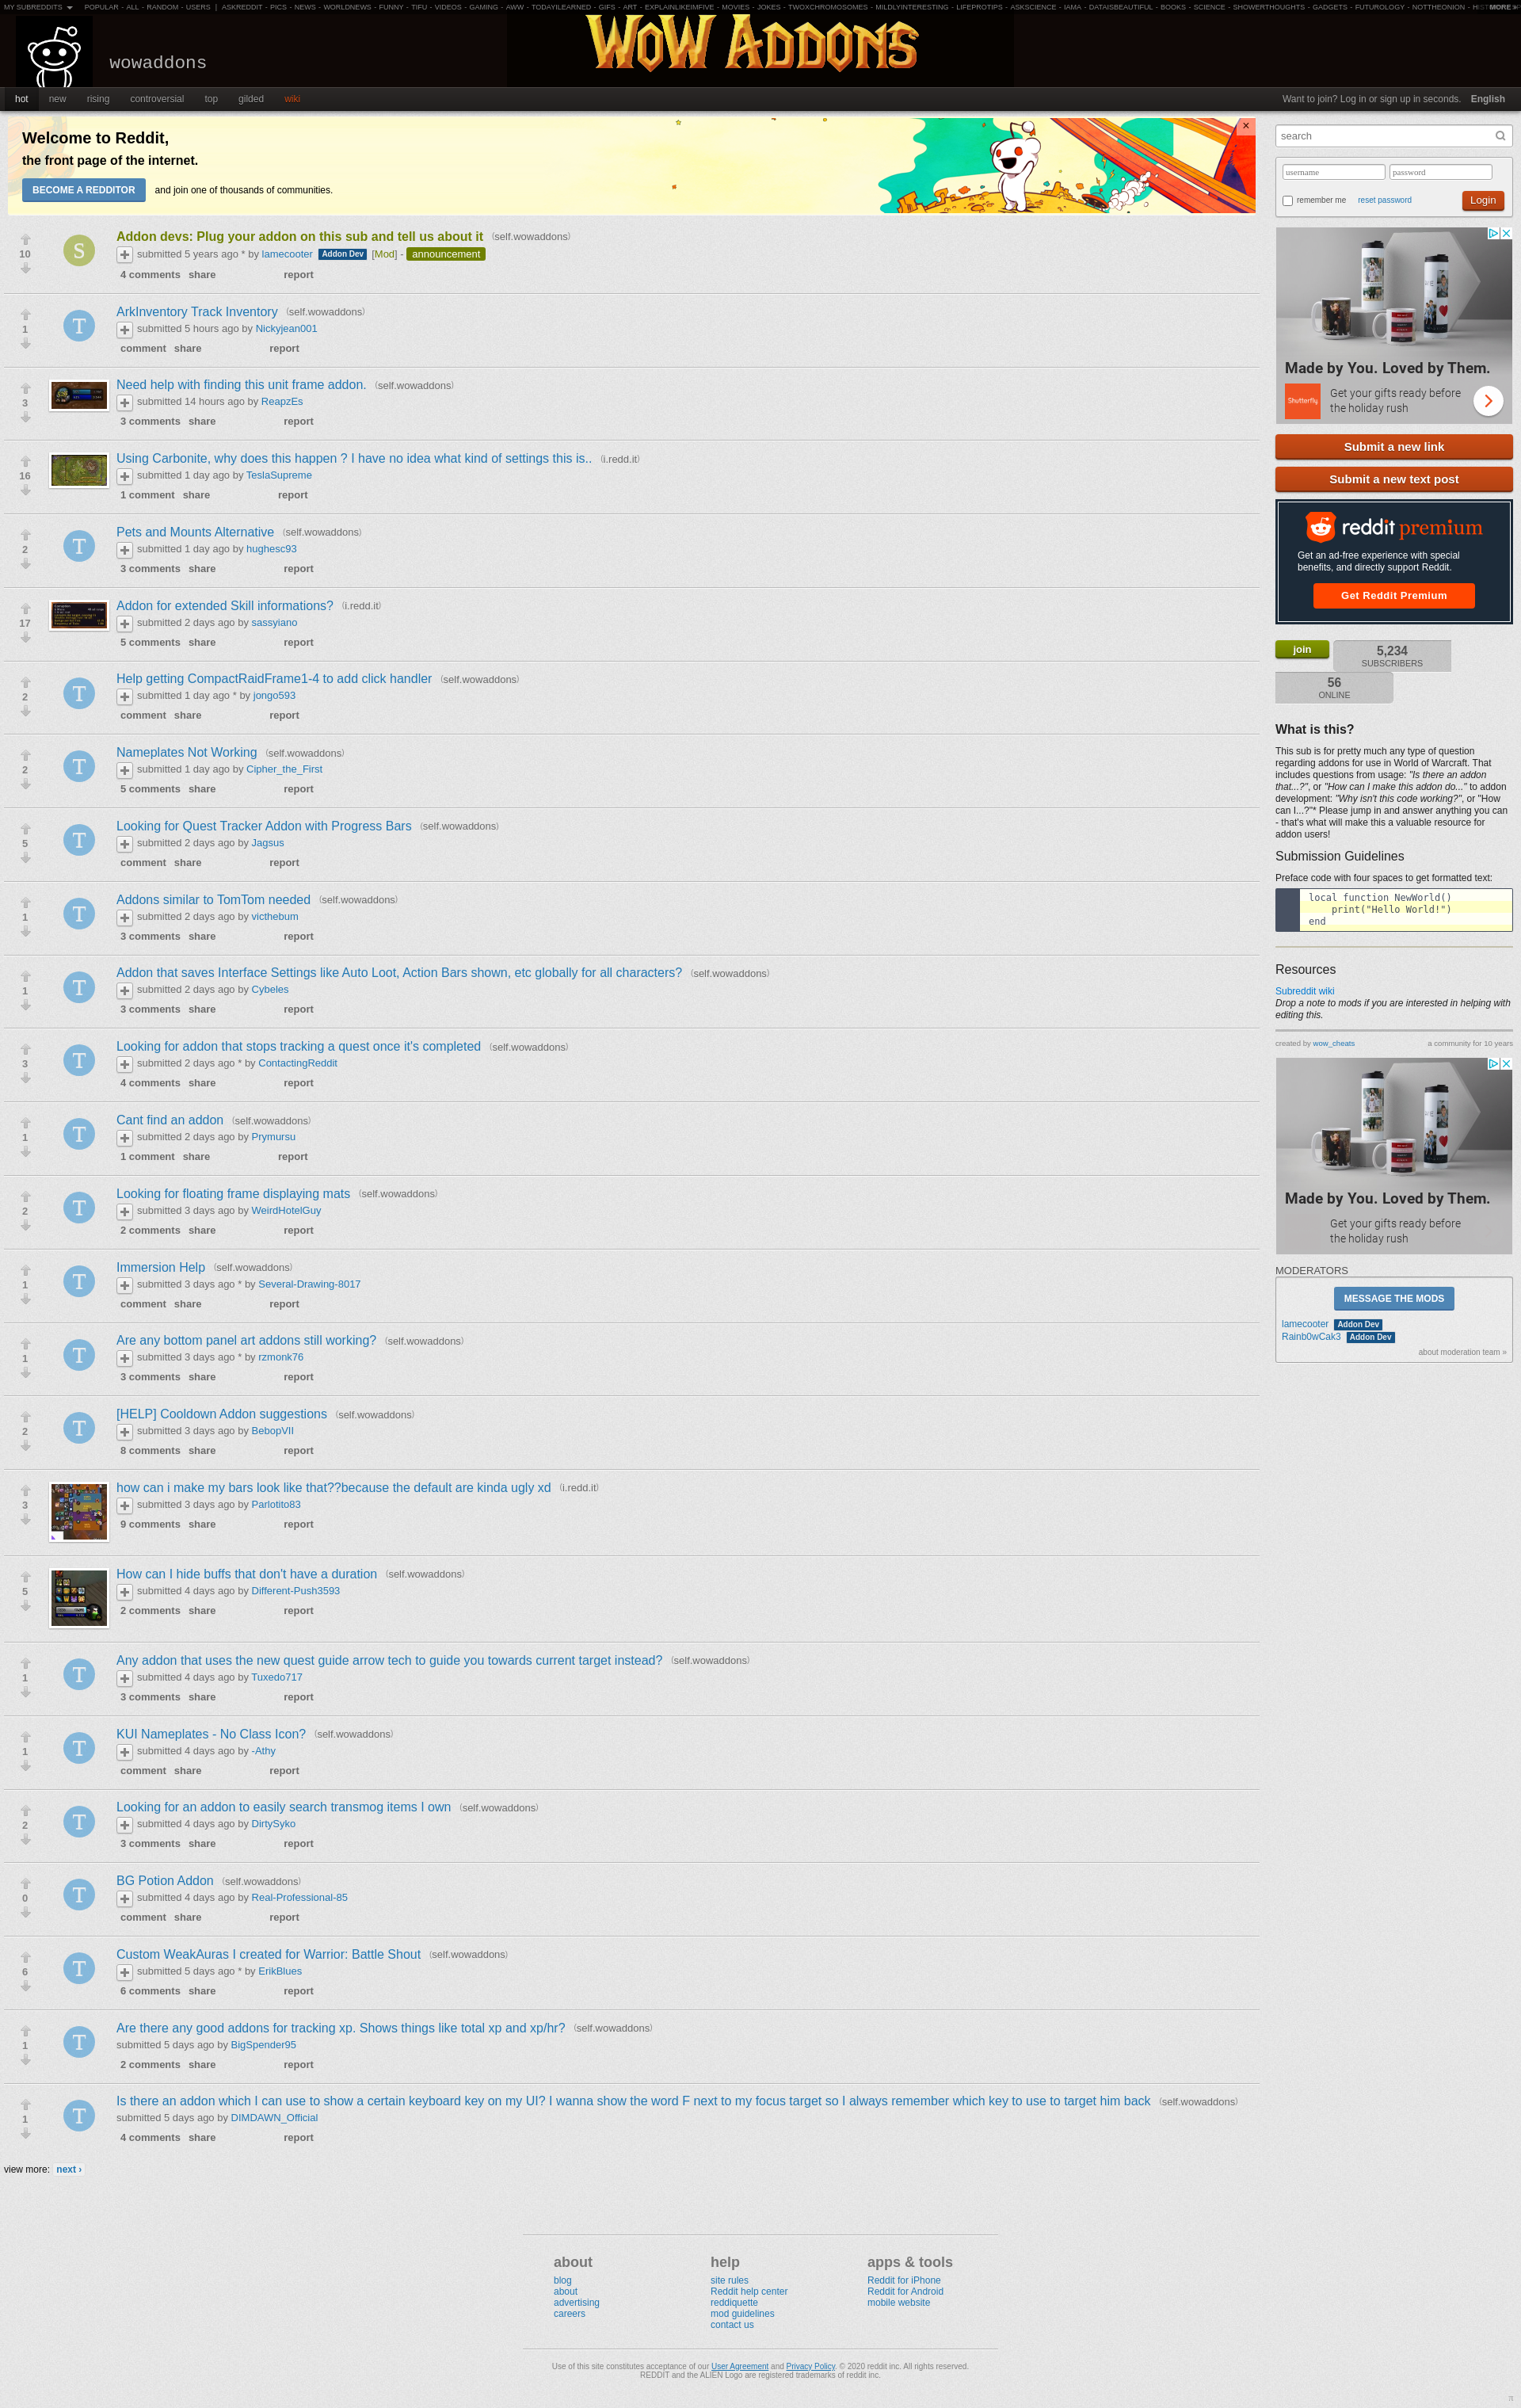 MY SUBREDDITS POPULAR - ALL - RANDOM - USERS | ASKREDDIT - PICS - NEWS - WORLDNEWS - FUNNY - TIFU - VIDEOS - GAMING - AWW - TODAYILEARNED - GIFS - ART - EXPLAINLIKEIMFIVE - MOVIES - JOKES - TWOXCHROMOSOMES - MILDLYINTERESTING - LIFEPROTIPS - ASKSCIENCE - IAMA - DATAISBEAUTIFUL - BOOKS - SCIENCE - SHOWERTHOUGHTS - GADGETS - FUTUROLOGY - NOTTHEONION - MORE »
WOW ADDONS
wowaddons
hot new rising controversial top gilded wiki
Want to join? Log in or sign up in seconds. English
Welcome to Reddit,
the front page of the internet.
BECOME A REDDITOR and join one of thousands of communities.
×
10
S
Addon devs: Plug your addon on this sub and tell us about it (self.wowaddons)
submitted 5 years ago * by lamecooter Addon Dev [Mod] - announcement
4 comments share report
1
T
ArkInventory Track Inventory (self.wowaddons)
submitted 5 hours ago by Nickyjean001
comment share report
3
Need help with finding this unit frame addon. (self.wowaddons)
submitted 14 hours ago by ReapzEs
3 comments share report
16
Using Carbonite, why does this happen ? I have no idea what kind of settings this is.. (i.redd.it)
submitted 1 day ago by TeslaSupreme
1 comment share report
2
T
Pets and Mounts Alternative (self.wowaddons)
submitted 1 day ago by hughesc93
3 comments share report
17
Addon for extended Skill informations? (i.redd.it)
submitted 2 days ago by sassyiano
5 comments share report
2
T
Help getting CompactRaidFrame1-4 to add click handler (self.wowaddons)
submitted 1 day ago * by jongo593
comment share report
2
T
Nameplates Not Working (self.wowaddons)
submitted 1 day ago by Cipher_the_First
5 comments share report
5
T
Looking for Quest Tracker Addon with Progress Bars (self.wowaddons)
submitted 2 days ago by Jagsus
comment share report
1
T
Addons similar to TomTom needed (self.wowaddons)
submitted 2 days ago by victhebum
3 comments share report
1
T
Addon that saves Interface Settings like Auto Loot, Action Bars shown, etc globally for all characters? (self.wowaddons)
submitted 2 days ago by Cybeles
3 comments share report
3
T
Looking for addon that stops tracking a quest once it's completed (self.wowaddons)
submitted 2 days ago * by ContactingReddit
4 comments share report
1
T
Cant find an addon (self.wowaddons)
submitted 2 days ago by Prymursu
1 comment share report
2
T
Looking for floating frame displaying mats (self.wowaddons)
submitted 3 days ago by WeirdHotelGuy
2 comments share report
1
T
Immersion Help (self.wowaddons)
submitted 3 days ago * by Several-Drawing-8017
comment share report
1
T
Are any bottom panel art addons still working? (self.wowaddons)
submitted 3 days ago * by rzmonk76
3 comments share report
2
T
[HELP] Cooldown Addon suggestions (self.wowaddons)
submitted 3 days ago by BebopVII
8 comments share report
3
how can i make my bars look like that??because the default are kinda ugly xd (i.redd.it)
submitted 3 days ago by Parlotito83
9 comments share report
5
How can I hide buffs that don't have a duration (self.wowaddons)
submitted 4 days ago by Different-Push3593
2 comments share report
1
T
Any addon that uses the new quest guide arrow tech to guide you towards current target instead? (self.wowaddons)
submitted 4 days ago by Tuxedo717
3 comments share report
1
T
KUI Nameplates - No Class Icon? (self.wowaddons)
submitted 4 days ago by -Athy
comment share report
2
T
Looking for an addon to easily search transmog items I own (self.wowaddons)
submitted 4 days ago by DirtySyko
3 comments share report
0
T
BG Potion Addon (self.wowaddons)
submitted 4 days ago by Real-Professional-85
comment share report
6
T
Custom WeakAuras I created for Warrior: Battle Shout (self.wowaddons)
submitted 5 days ago * by ErikBlues
6 comments share report
1
T
Are there any good addons for tracking xp. Shows things like total xp and xp/hr? (self.wowaddons)
submitted 5 days ago by BigSpender95
2 comments share report
1
T
Is there an addon which I can use to show a certain keyboard key on my UI? I wanna show the word F next to my focus target so I always remember which key to use to target him back (self.wowaddons)
submitted 5 days ago by DIMDAWN_Official
4 comments share report
view more: next ›
search
username password
remember me reset password Login
Made by You. Loved by Them.
Shutterfly
Get your gifts ready before
the holiday rush
Submit a new link
Submit a new text post
reddit premium
Get an ad-free experience with special
benefits, and directly support Reddit.
Get Reddit Premium
join
5,234
SUBSCRIBERS
56
ONLINE
What is this?
This sub is for pretty much any type of question
regarding addons for use in World of Warcraft. That
includes questions from usage: "Is there an addon
that...?", or "How can I make this addon do..." to addon
development: "Why isn't this code working?", or "How
can I...?"* Please jump in and answer anything you can
- that's what will make this a valuable resource for
addon users!
Submission Guidelines
Preface code with four spaces to get formatted text:
local function NewWorld()
print("Hello World!")
end
Resources
Subreddit wiki
Drop a note to mods if you are interested in helping with
editing this.
created by wow_cheats a community for 10 years
Made by You. Loved by Them.
Get your gifts ready before
the holiday rush
MODERATORS
MESSAGE THE MODS
lamecooter Addon Dev
Rainb0wCak3 Addon Dev
about moderation team »
about
blog
about
advertising
careers
help
site rules
Reddit help center
reddiquette
mod guidelines
contact us
apps & tools
Reddit for iPhone
Reddit for Android
mobile website
Use of this site constitutes acceptance of our User Agreement and Privacy Policy. © 2020 reddit inc. All rights reserved.
REDDIT and the ALIEN Logo are registered trademarks of reddit inc.
π